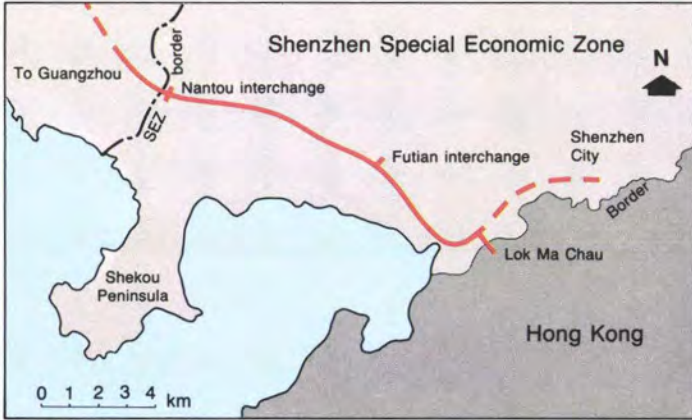 Shenzhen Special Economic Zone
border
To Guangzhou
Nantou interchange
N
SEZ
Futian interchange
Shenzhen
City
Border
Lok Ma Chau
Shekou
Peninsula
Hong Kong
0 1 2 3 4 km